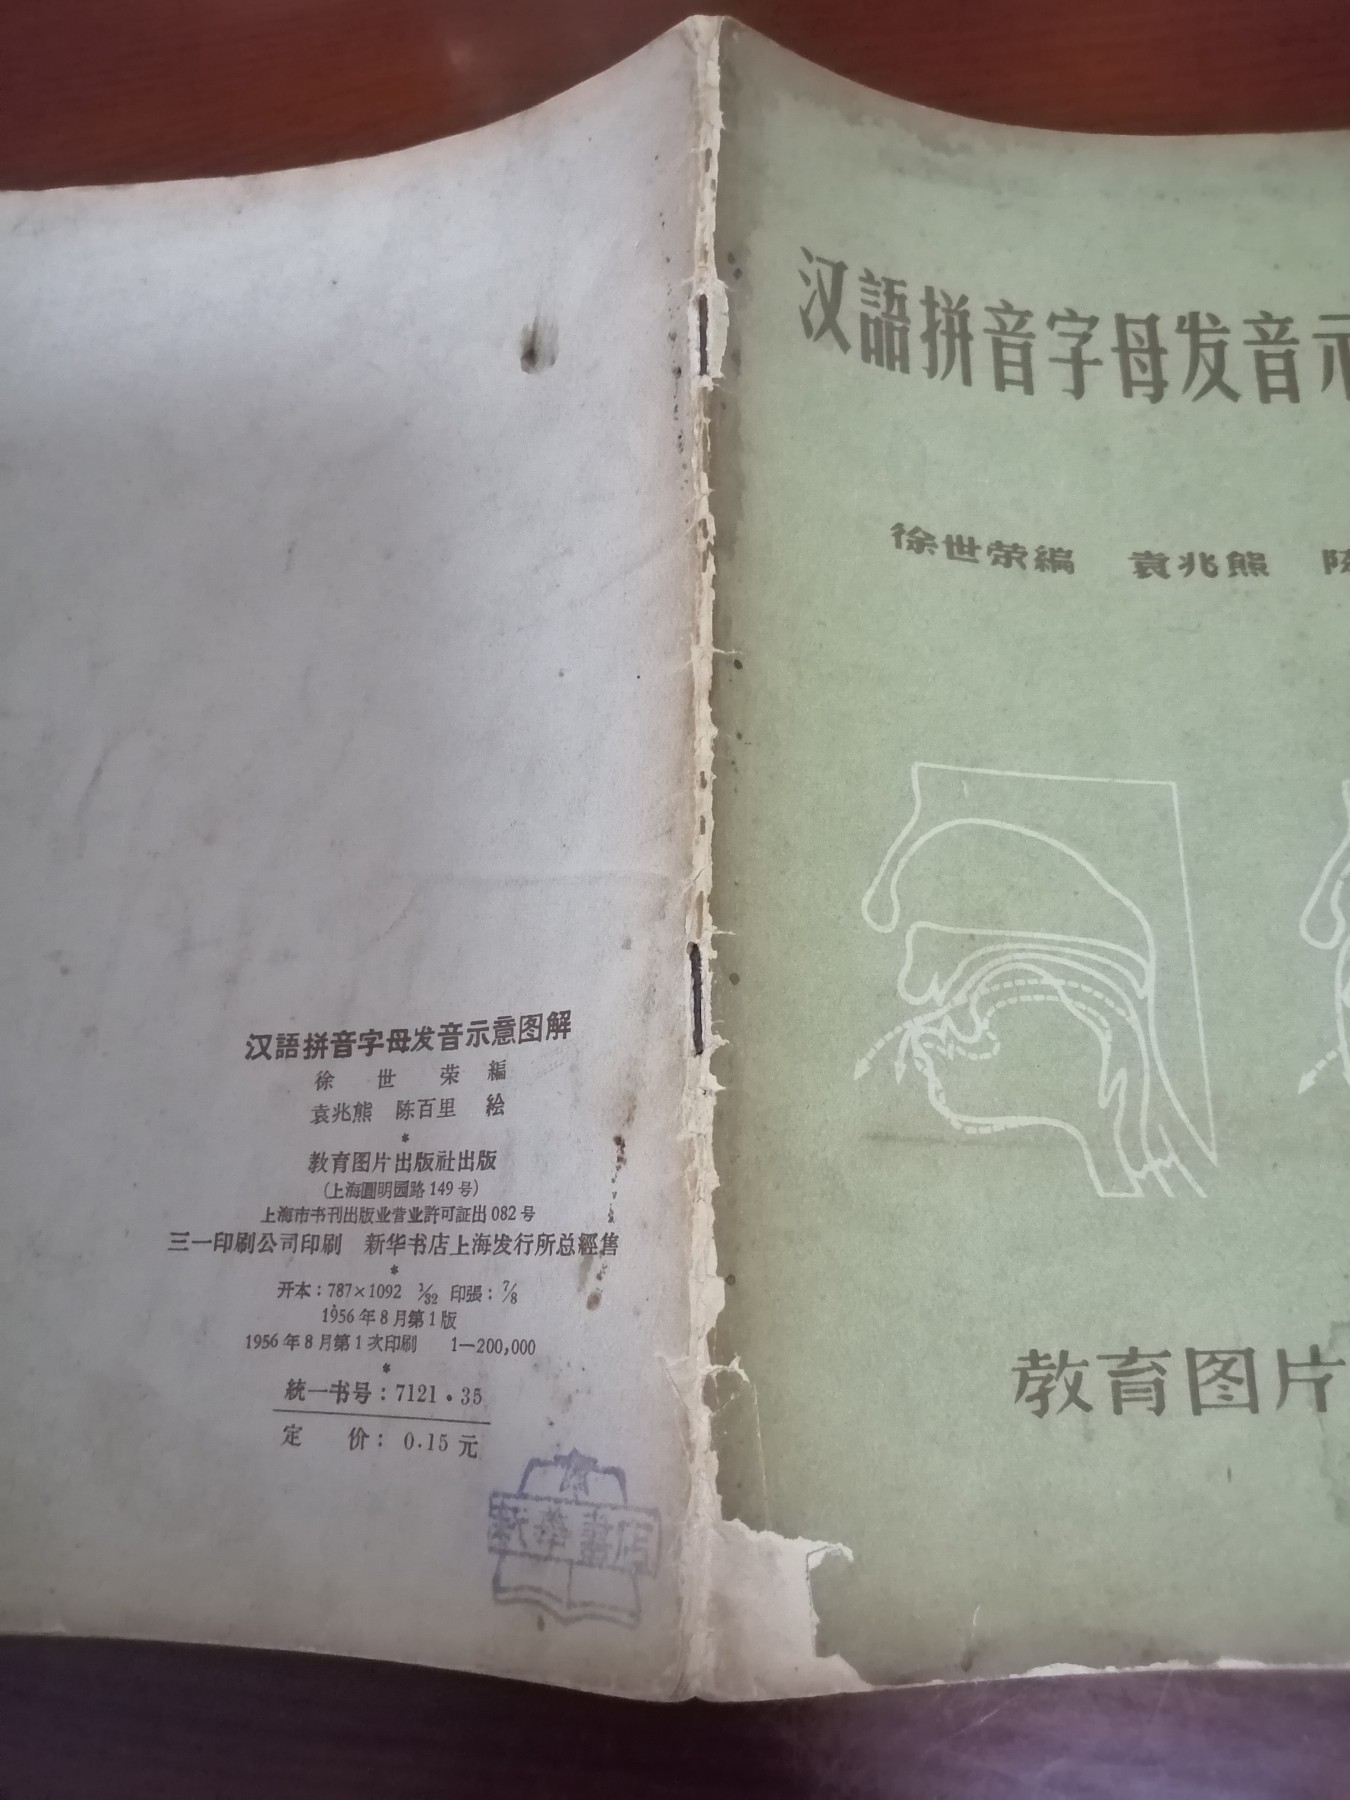 汉語拼音字母发音示意图解
徐 世 荣 編
袁兆熊 陈百里 絵
*
教育图片出版社出版
(上海圓明园路149号)
上海市书刊出版业营业許可証出082号
三一印刷公司印刷 新华书店上海发行所总經售
*
开本:787×1092 1/32 印張:7/8
1956年8月第1版
1956年8月第1次印刷 1—200,000
*
統一书号:7121·35
定 价: 0.15元
新華書店
汉語拼音字母发音示
徐世荣編 袁兆熊 陈
教育图片